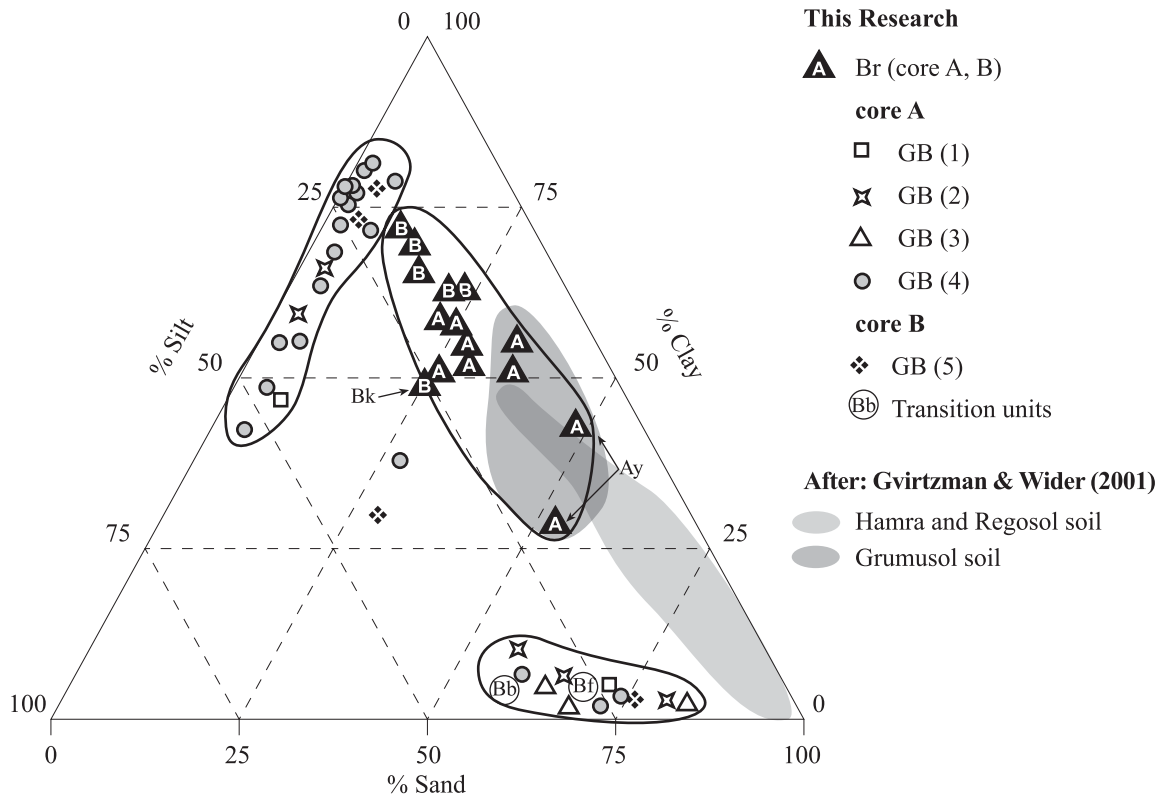 0 100
This Research
A Br (core A, B)
core A
GB (1)
25 75
GB (2)
B
B
GB (3)
B
GB (4)
B B
A A
core B
% Silt
% Clay
A A
GB (5)
50 A A A 50
Bk B
Bb Transition units
A
Ay
After: Gvirtzman & Wider (2001)
75 A 25
Hamra and Regosol soil
Grumusol soil
Bb Bf
100 0
0 25 50 75 100
% Sand